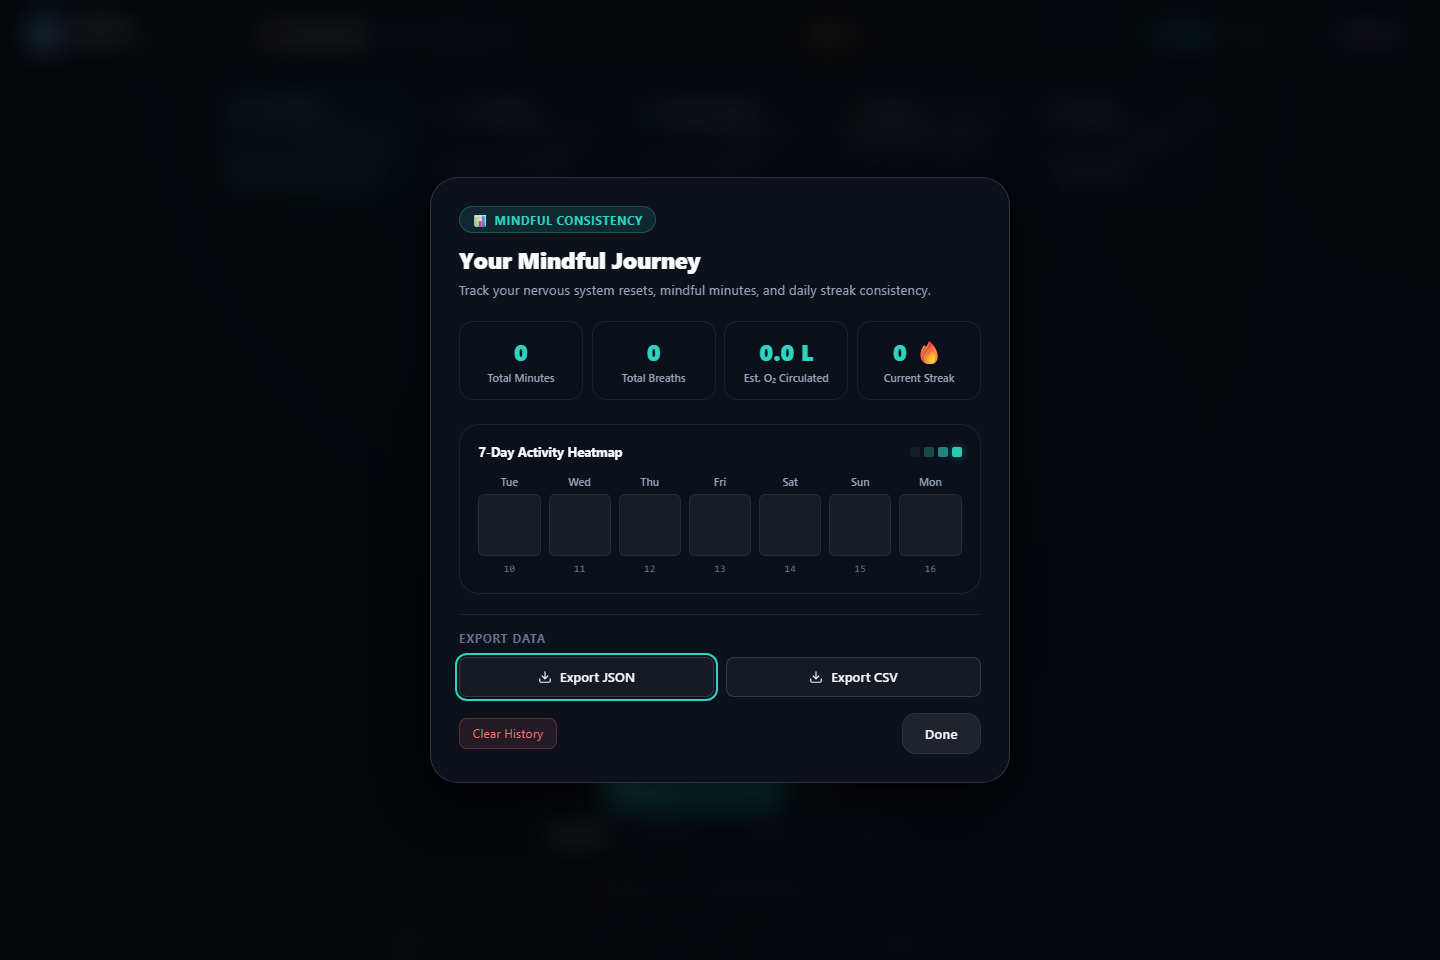 📊 MINDFUL CONSISTENCY
Your Mindful Journey
Track your nervous system resets, mindful minutes, and daily streak consistency.
0 0 0.0 L 0 🔥
Total Minutes Total Breaths Est. O₂ Circulated Current Streak
7-Day Activity Heatmap
Tue Wed Thu Fri Sat Sun Mon
10 11 12 13 14 15 16
EXPORT DATA
Export JSON Export CSV
Clear History Done